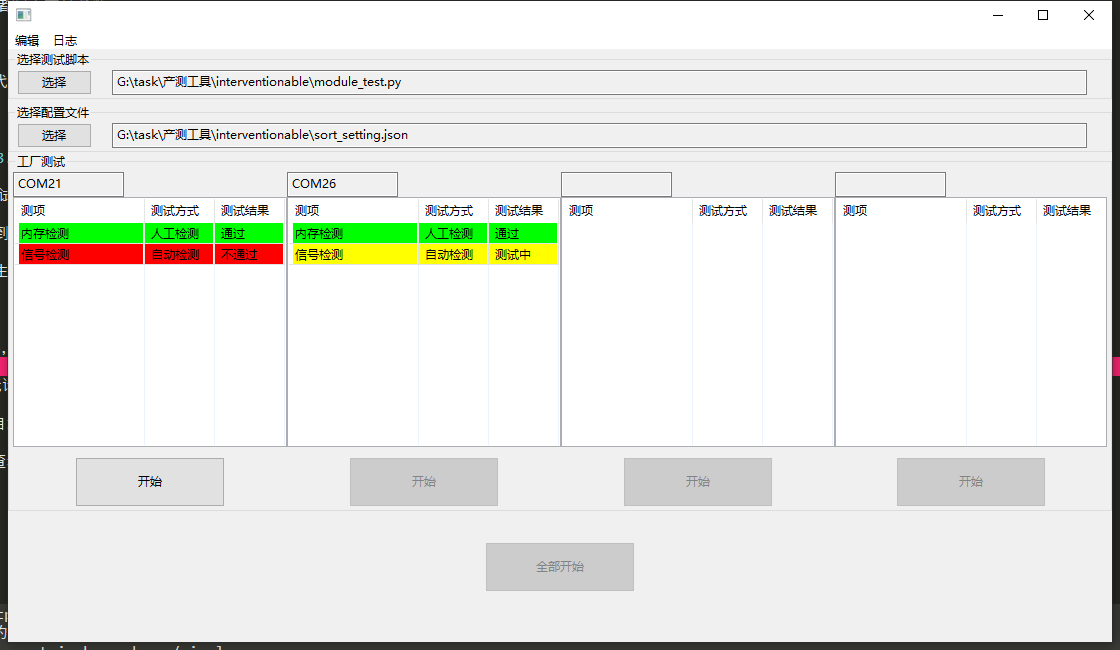 编辑 日志
选择测试脚本
选择 G:\task\产测工具\interventionable\module_test.py
选择配置文件
选择 G:\task\产测工具\interventionable\sort_setting.json
工厂测试
COM21 COM26
测项 测试方式 测试结果 测项 测试方式 测试结果 测项 测试方式 测试结果 测项 测试方式 测试结果
内存检测 人工检测 通过 内存检测 人工检测 通过
信号检测 自动检测 不通过 信号检测 自动检测 测试中
开始 开始 开始 开始
全部开始